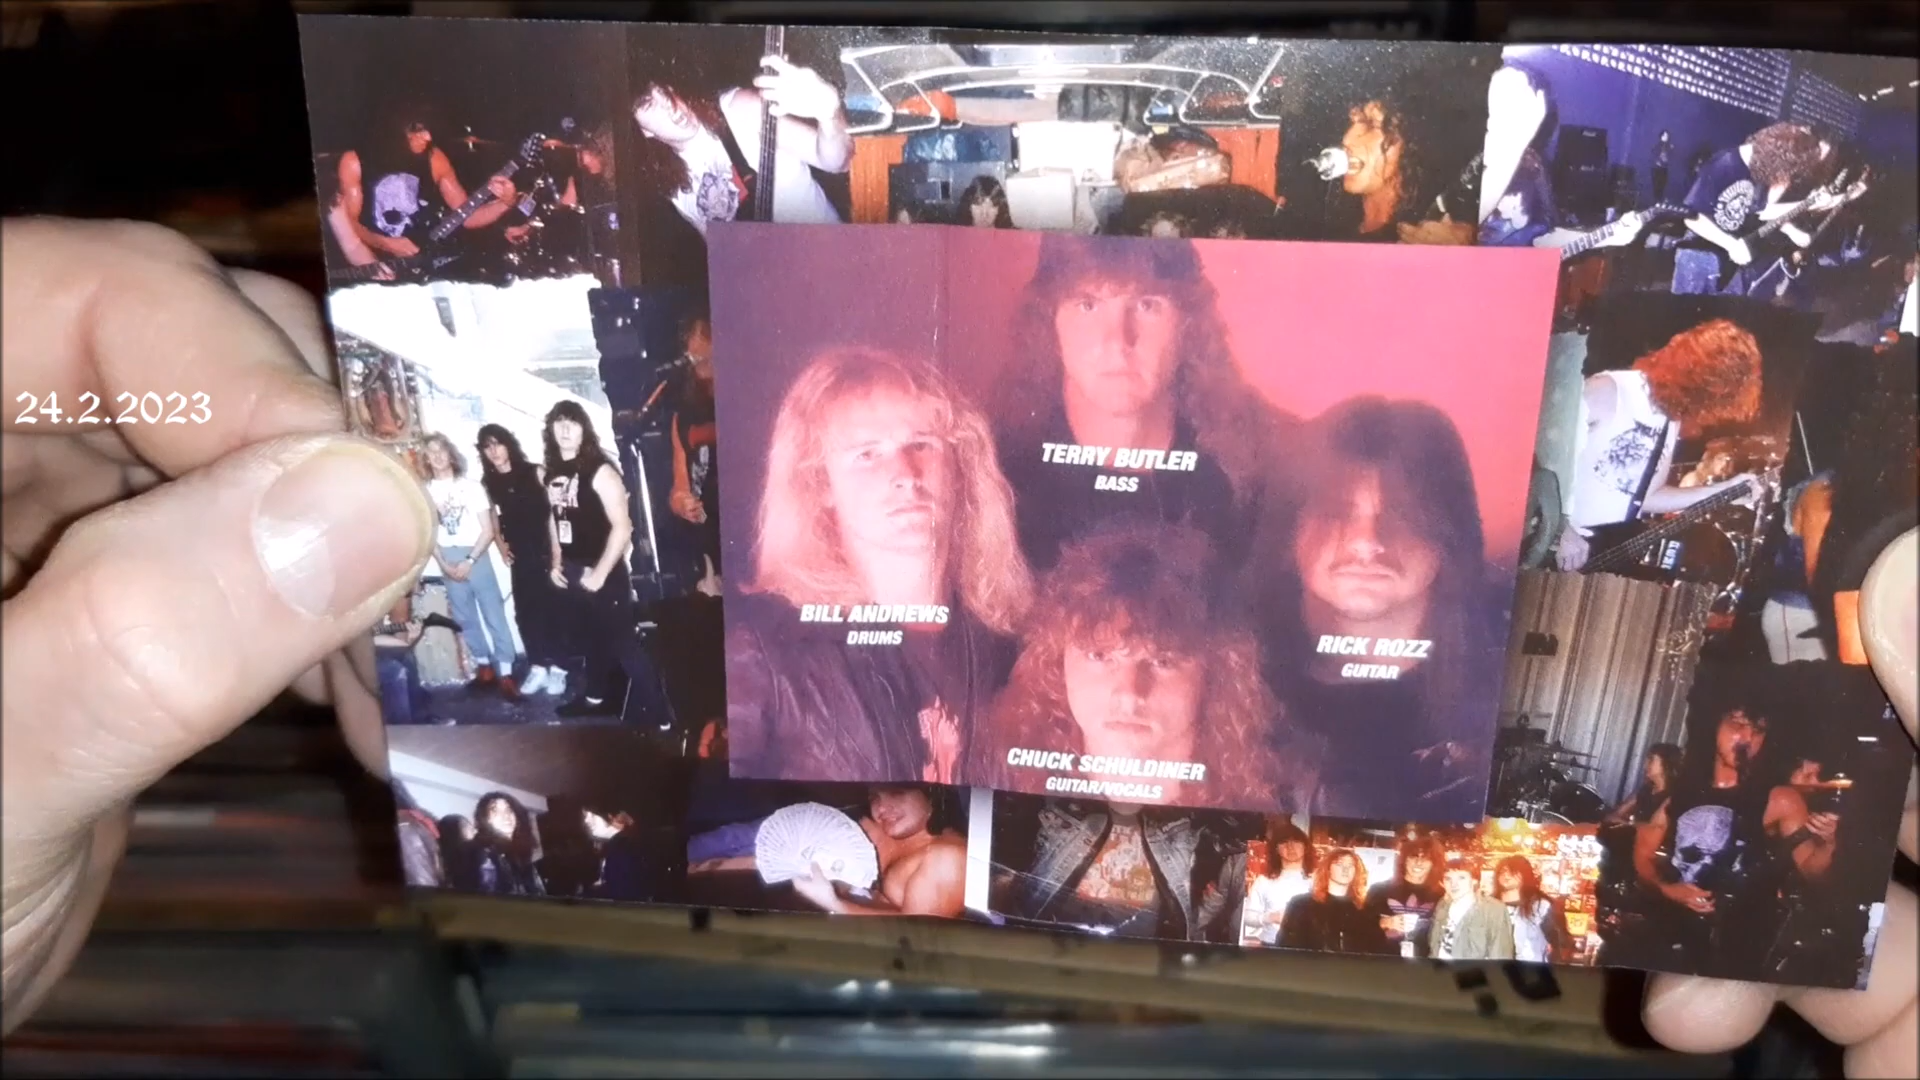 24.2.2023
TERRY BUTLER
BASS
BILL ANDREWS
DRUMS
RICK ROZZ
GUITAR
CHUCK SCHULDINER
GUITAR/VOCALS